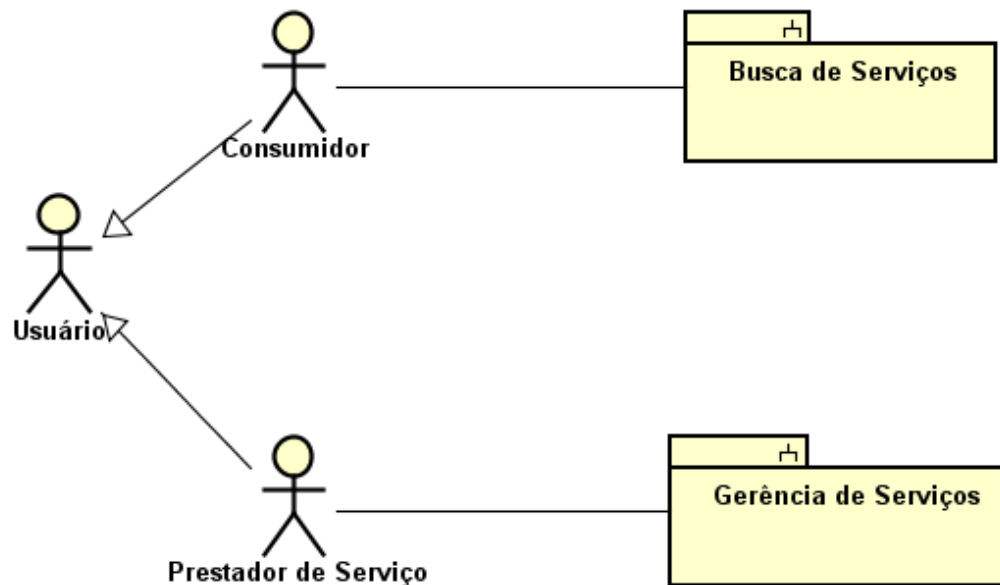 Busca de Serviços
Consumidor
Usuário
Gerência de Serviços
Prestador de Serviço